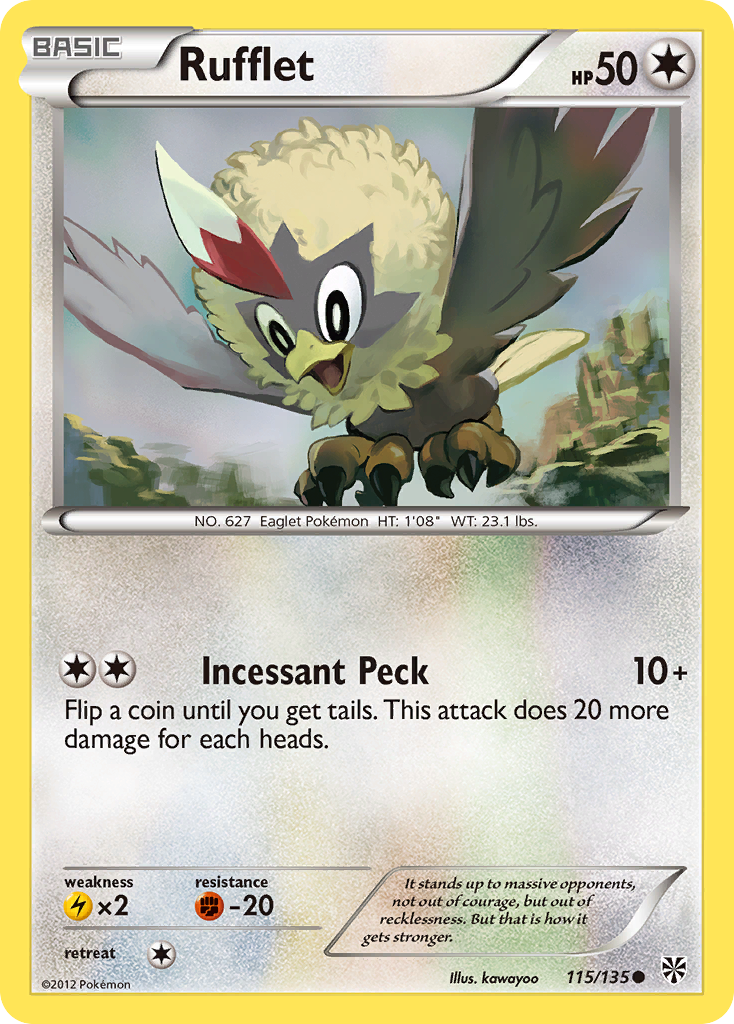 BASIC
Rufflet
HP50
NO. 627 Eaglet Pokémon HT: 1'08" WT: 23.1 lbs.
Incessant Peck 10+
Flip a coin until you get tails. This attack does 20 more
damage for each heads.
weakness
×2
resistance
-20
It stands up to massive opponents,
not out of courage, but out of
recklessness. But that is how it
gets stronger.
retreat
©2012 Pokémon
Illus. kawayoo
115/135